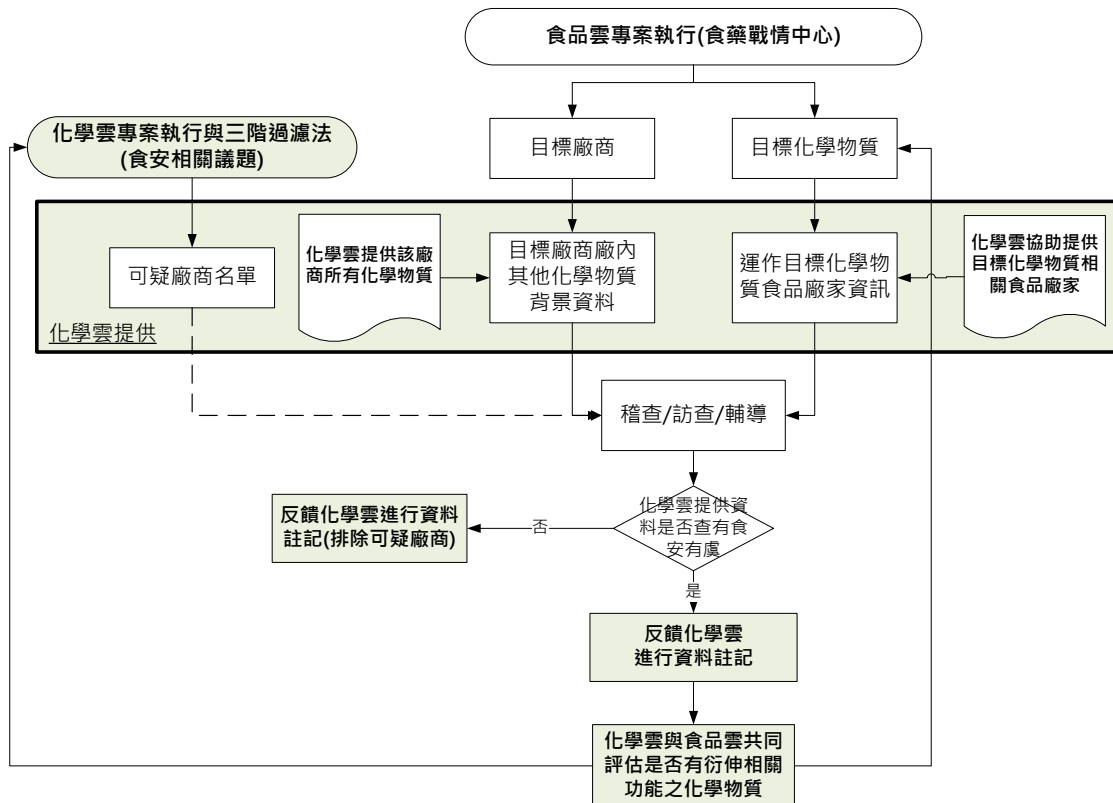 食品雲專案執行(食藥戰情中心)
化學雲專案執行與三階過濾法
(食安相關議題)
目標廠商
目標化學物質
可疑廠商名單
化學雲提供該廠
商所有化學物質
目標廠商廠內
其他化學物質
背景資料
運作目標化學物
質食品廠家資訊
化學雲協助提供
目標化學物質相
關食品廠家
化學雲提供
稽查/訪查/輔導
化學雲提供資
料是否查有食
安有虞
否
反饋化學雲進行資料
註記(排除可疑廠商)
是
反饋化學雲
進行資料註記
化學雲與食品雲共同
評估是否有衍伸相關
功能之化學物質